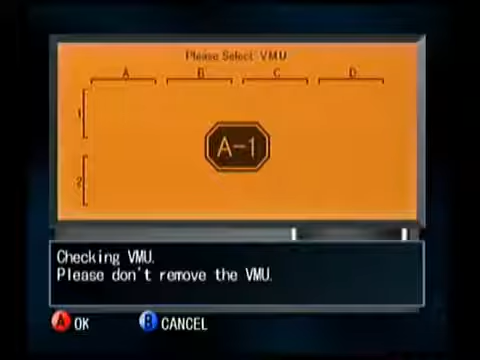 Please Select VMU
A B C D
1
A-1
2
Checking VMU.
Please don't remove the VMU.
A OK B CANCEL